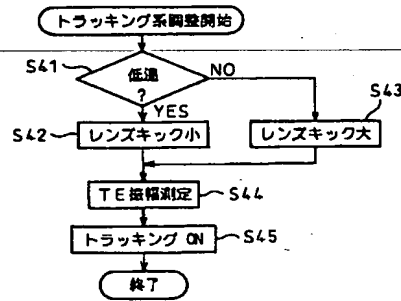 トラッキング系調整開始
S41
低温
?
NO
YES
S43
S42
レンズキック小
レンズキック大
TE振幅測定
S44
トラッキング ON
S45
終了